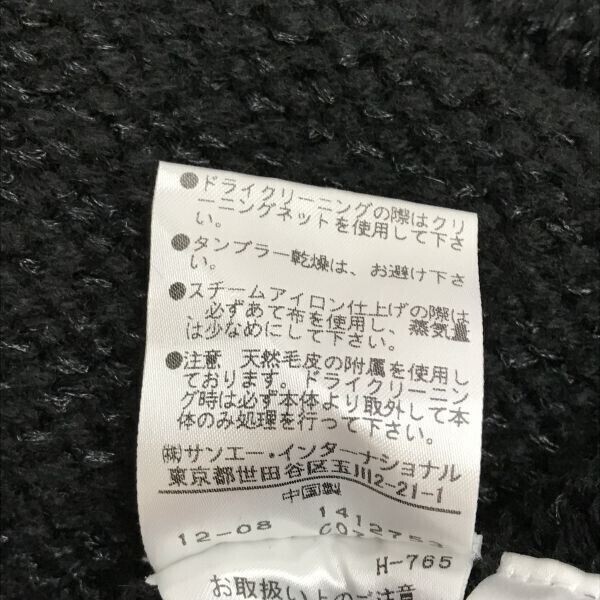 ●ドライクリーニングの際はクリ
ーニングネットを使用して下さ
い。
●タンブラー乾燥は、お避け下さ
い。
●スチームアイロン仕上げの際は
、必ずあて布を使用し、蒸気量
は少なめにして下さい。
●注意 天然毛皮の附属を使用し
ております。ドライクリーニン
グ時は必ず本体より取外して本
体のみ処理を行って下さい。
㈱サンエー・インターナショナル
東京都世田谷区玉川2-21-1
中国製
12-08 1412753
H-765
お取扱い上のご注意